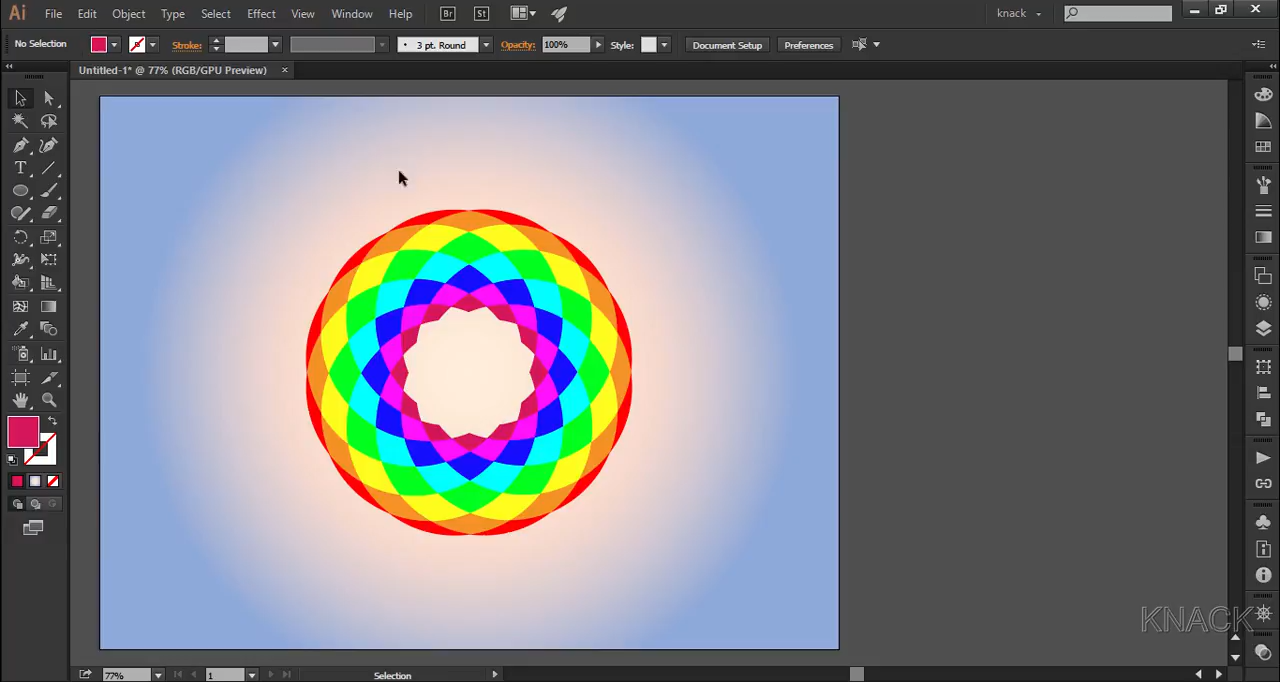 Ai File Edit Object Type Select Effect View Window Help Br St knack
No Selection Stroke: 3 pt. Round Opacity: 100% Style: Document Setup Preferences
Untitled-1* @ 77% (RGB/GPU Preview) ×
T
KNACK
77% 1 Selection